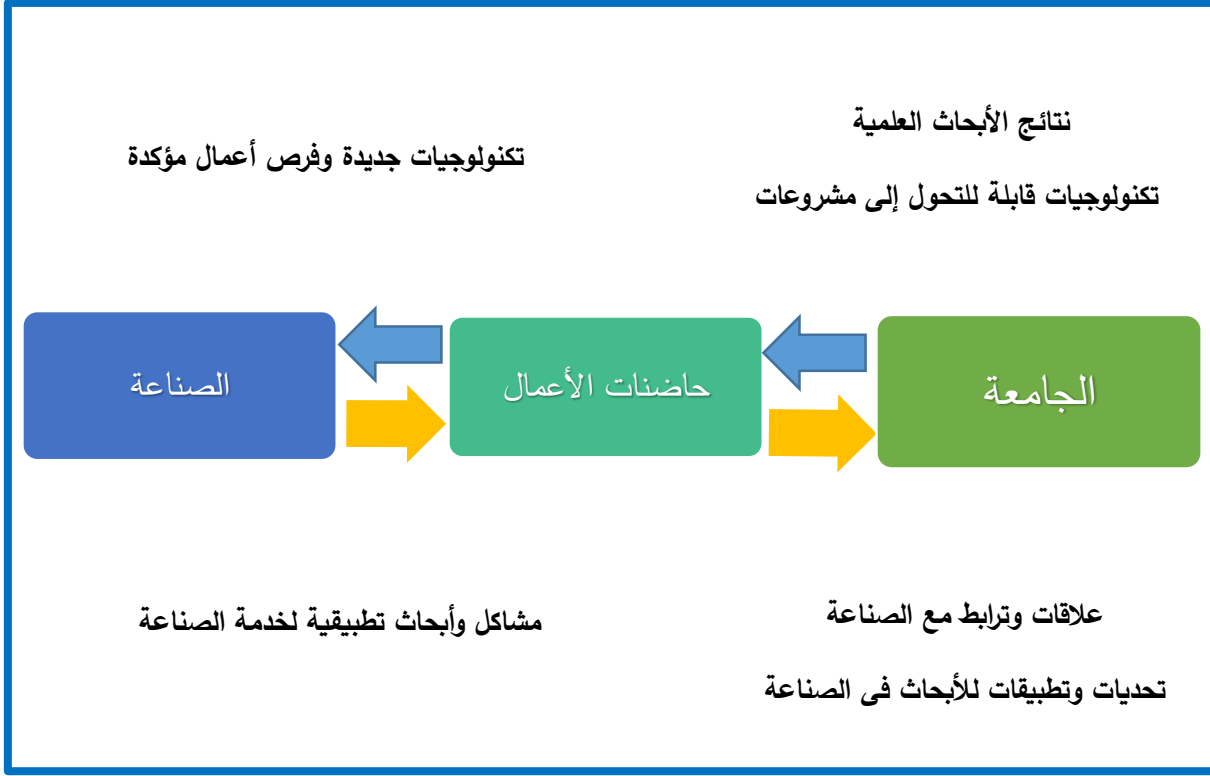 نتائج الأبحاث العلمية
تكنولوجيات قابلة للتحول إلى مشروعات
تكنولوجيات جديدة وفرص أعمال مؤكدة
الجامعة
حاضنات الأعمال
الصناعة
علاقات وترابط مع الصناعة
تحديات وتطبيقات للأبحاث فى الصناعة
مشاكل وأبحاث تطبيقية لخدمة الصناعة